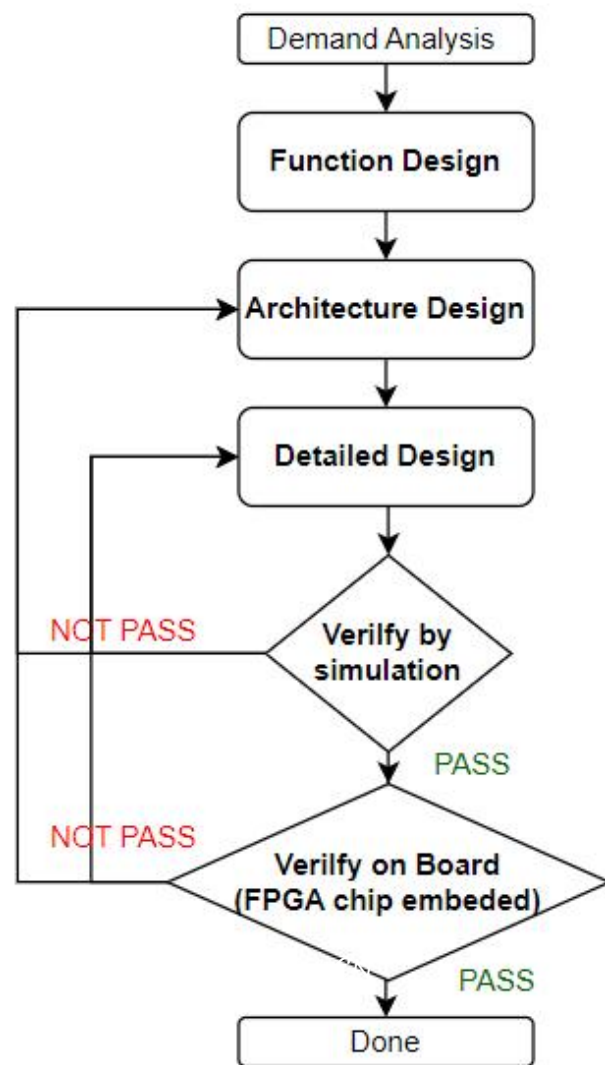 Demand Analysis
Function Design
Architecture Design
Detailed Design
NOT PASS
Verilfy by
simulation
PASS
NOT PASS
Verilfy on Board
(FPGA chip embeded)
PASS
Done